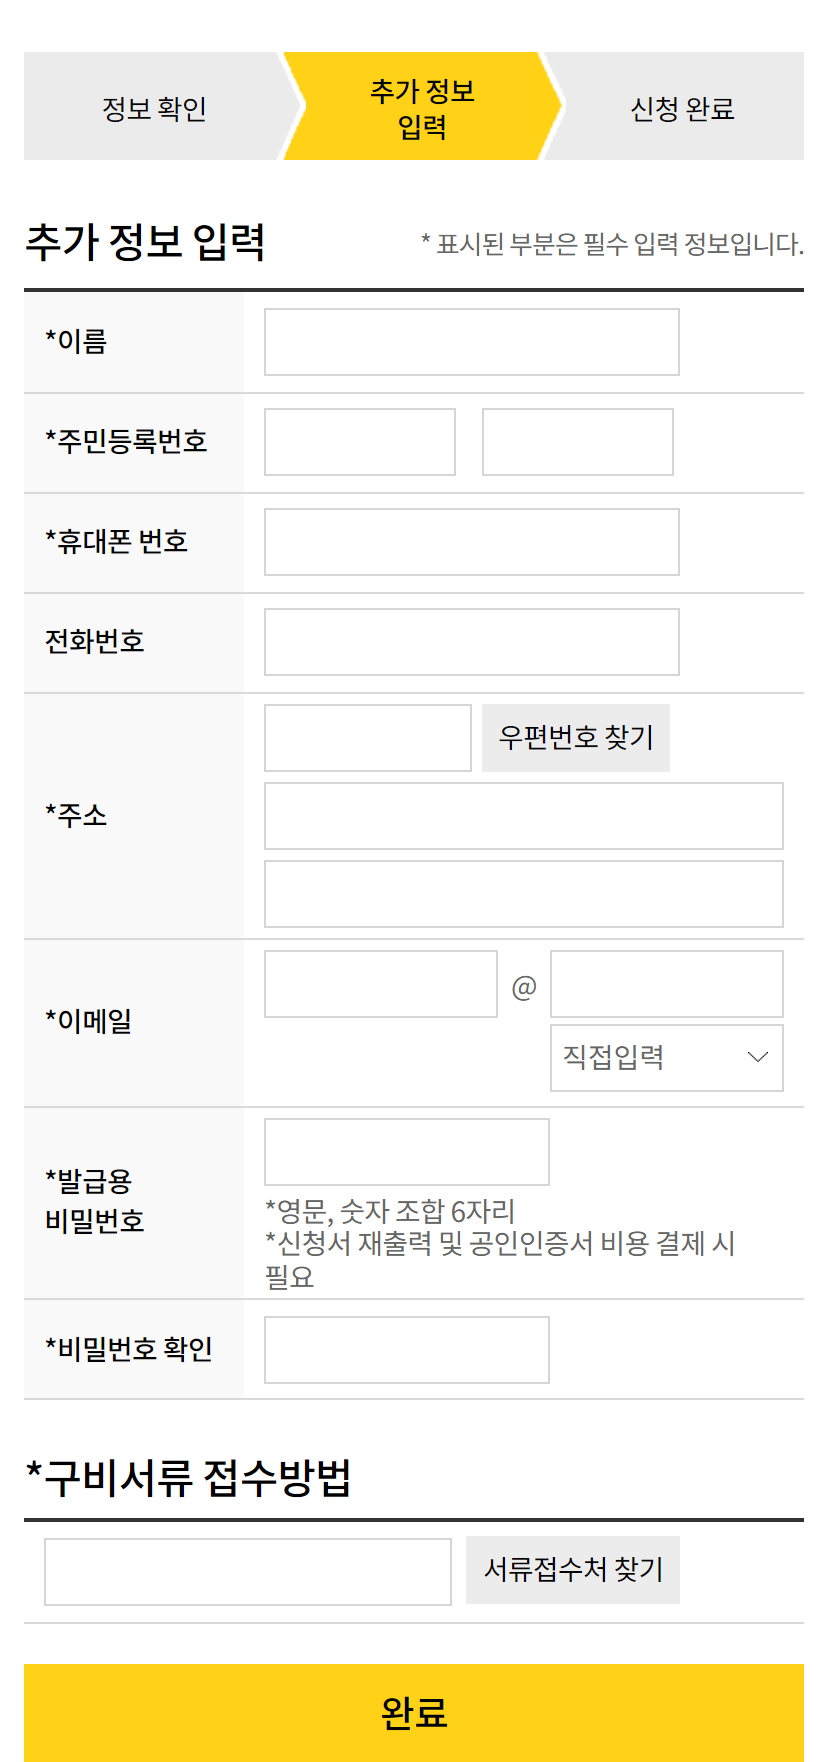 정보 확인
추가 정보
입력
신청 완료
추가 정보 입력
* 표시된 부분은 필수 입력 정보입니다.
*이름
*주민등록번호
*휴대폰 번호
전화번호
*주소
우편번호 찾기
*이메일
@
직접입력
*발급용
비밀번호
*영문, 숫자 조합 6자리
*신청서 재출력 및 공인인증서 비용 결제 시
필요
*비밀번호 확인
*구비서류 접수방법
서류접수처 찾기
완료